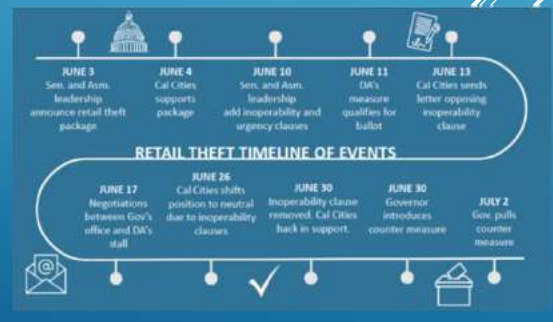 JUNE 3
Sen. and Asm.
leadership
announce retail theft
package
JUNE 4
Cal Cities
supports
package
JUNE 10
Sen. and Asm.
leadership
add inoperability and
urgency clauses
JUNE 11
DA's
measure
qualifies for
ballot
JUNE 13
Cal Cities sends
letter opposing
inoperability
clause
RETAIL THEFT TIMELINE OF EVENTS
JUNE 17
Negotiations
between Gov's
office and DA's
stall
JUNE 26
Cal Cities shifts
position to neutral
due to inoperability
clauses
JUNE 30
Inoperability clause
removed. Cal Cities
back in support.
JUNE 30
Governor
introduces
counter measure
JULY 2
Gov. pulls
counter
measure